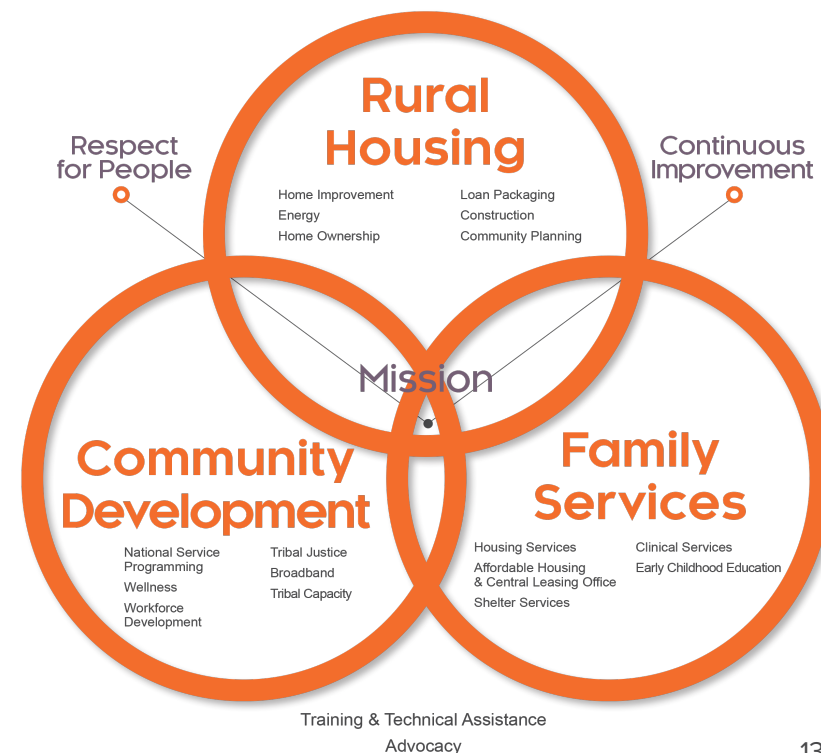 Rural
Housing
Respect
for People
Continuous
Improvement
Home Improvement
Energy
Home Ownership
Loan Packaging
Construction
Community Planning
Mission
Community
Development
National Service
Programming
Wellness
Workforce
Development
Tribal Justice
Broadband
Tribal Capacity
Family
Services
Housing Services
Affordable Housing
& Central Leasing Office
Shelter Services
Clinical Services
Early Childhood Education
Training & Technical Assistance
Advocacy
13